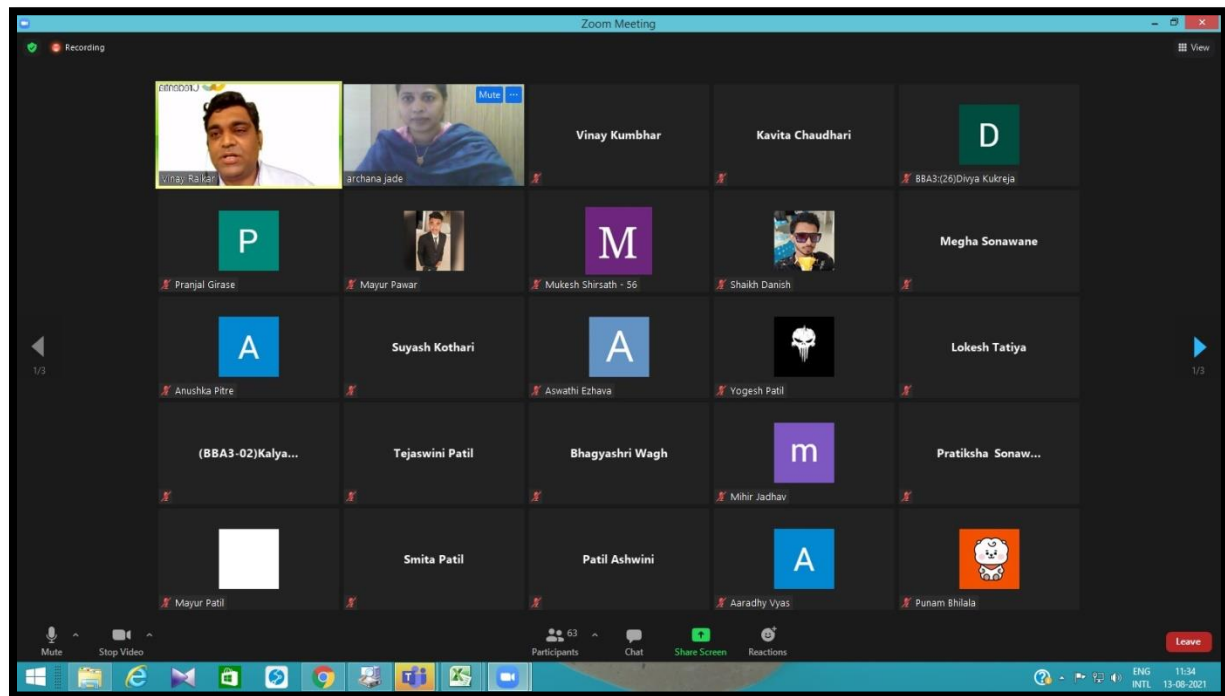 Zoom Meeting
Recording
View
Vinay Raikar
Mute ...
archana jade
Vinay Kumbhar
Kavita Chaudhari
D
BBA3:(26)Divya Kukreja
P
Pranjal Girase
Mayur Pawar
M
Mukesh Shirsath - 56
Shaikh Danish
Megha Sonawane
A
Anushka Pitre
Suyash Kothari
A
Aswathi Ezhava
Yogesh Patil
Lokesh Tatiya
1/3
1/3
(BBA3-02)Kalya...
Tejaswini Patil
Bhagyashri Wagh
m
Mihir Jadhav
Pratiksha Sonaw...
Mayur Patil
Smita Patil
Patil Ashwini
A
Aaradhy Vyas
Punam Bhilala
Mute
Stop Video
63
Participants
Chat
Share Screen
Reactions
Leave
ENG
INTL
11:34
13-08-2021